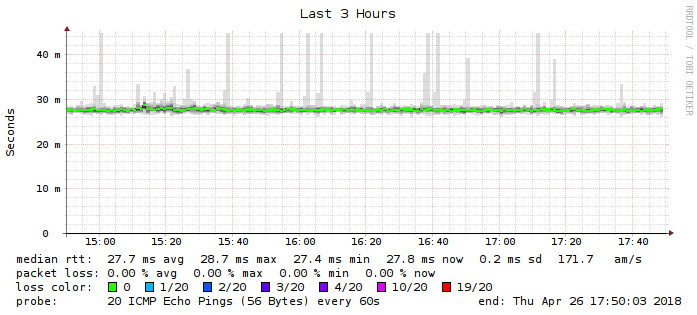 Last 3 Hours
RRDTOOL / TOBI OETIKER
Seconds
40 m
30 m
20 m
10 m
0
15:00 15:20 15:40 16:00 16:20 16:40 17:00 17:20 17:40
median rtt: 27.7 ms avg 28.7 ms max 27.4 ms min 27.8 ms now 0.2 ms sd 171.7 am/s
packet loss: 0.00 % avg 0.00 % max 0.00 % min 0.00 % now
loss color: 0 1/20 2/20 3/20 4/20 10/20 19/20
probe: 20 ICMP Echo Pings (56 Bytes) every 60s end: Thu Apr 26 17:50:03 2018